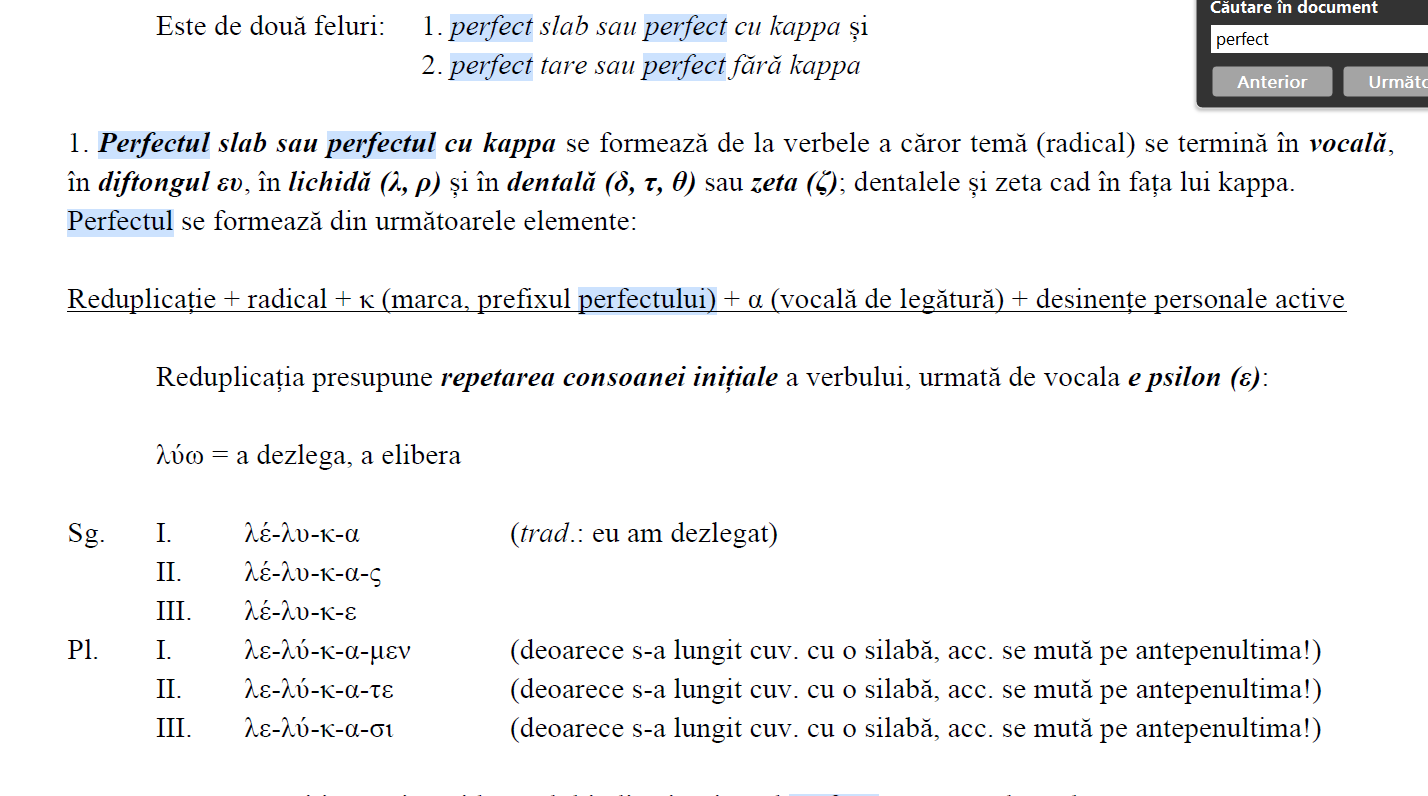 Căutare în document
perfect
Anterior
Este de două feluri: 1. perfect slab sau perfect cu kappa și
2. perfect tare sau perfect fără kappa
1. Perfectul slab sau perfectul cu kappa se formează de la verbele a căror temă (radical) se termină în vocală,
în diftongul ευ, în lichidă (λ, ρ) și în dentală (δ, τ, θ) sau zeta (ζ); dentalele și zeta cad în fața lui kappa.
Perfectul se formează din următoarele elemente:
Reduplicație + radical + κ (marca, prefixul perfectului) + α (vocală de legătură) + desinențe personale active
Reduplicația presupune repetarea consoanei inițiale a verbului, urmată de vocala e psilon (ε):
λύω = a dezlega, a elibera
Sg. I. λέ-λυ-κ-α (trad.: eu am dezlegat)
II. λέ-λυ-κ-α-ς
III. λέ-λυ-κ-ε
Pl. I. λε-λύ-κ-α-μεν (deoarece s-a lungit cuv. cu o silabă, acc. se mută pe antepenultima!)
II. λε-λύ-κ-α-τε (deoarece s-a lungit cuv. cu o silabă, acc. se mută pe antepenultima!)
III. λε-λύ-κ-α-σι (deoarece s-a lungit cuv. cu o silabă, acc. se mută pe antepenultima!)